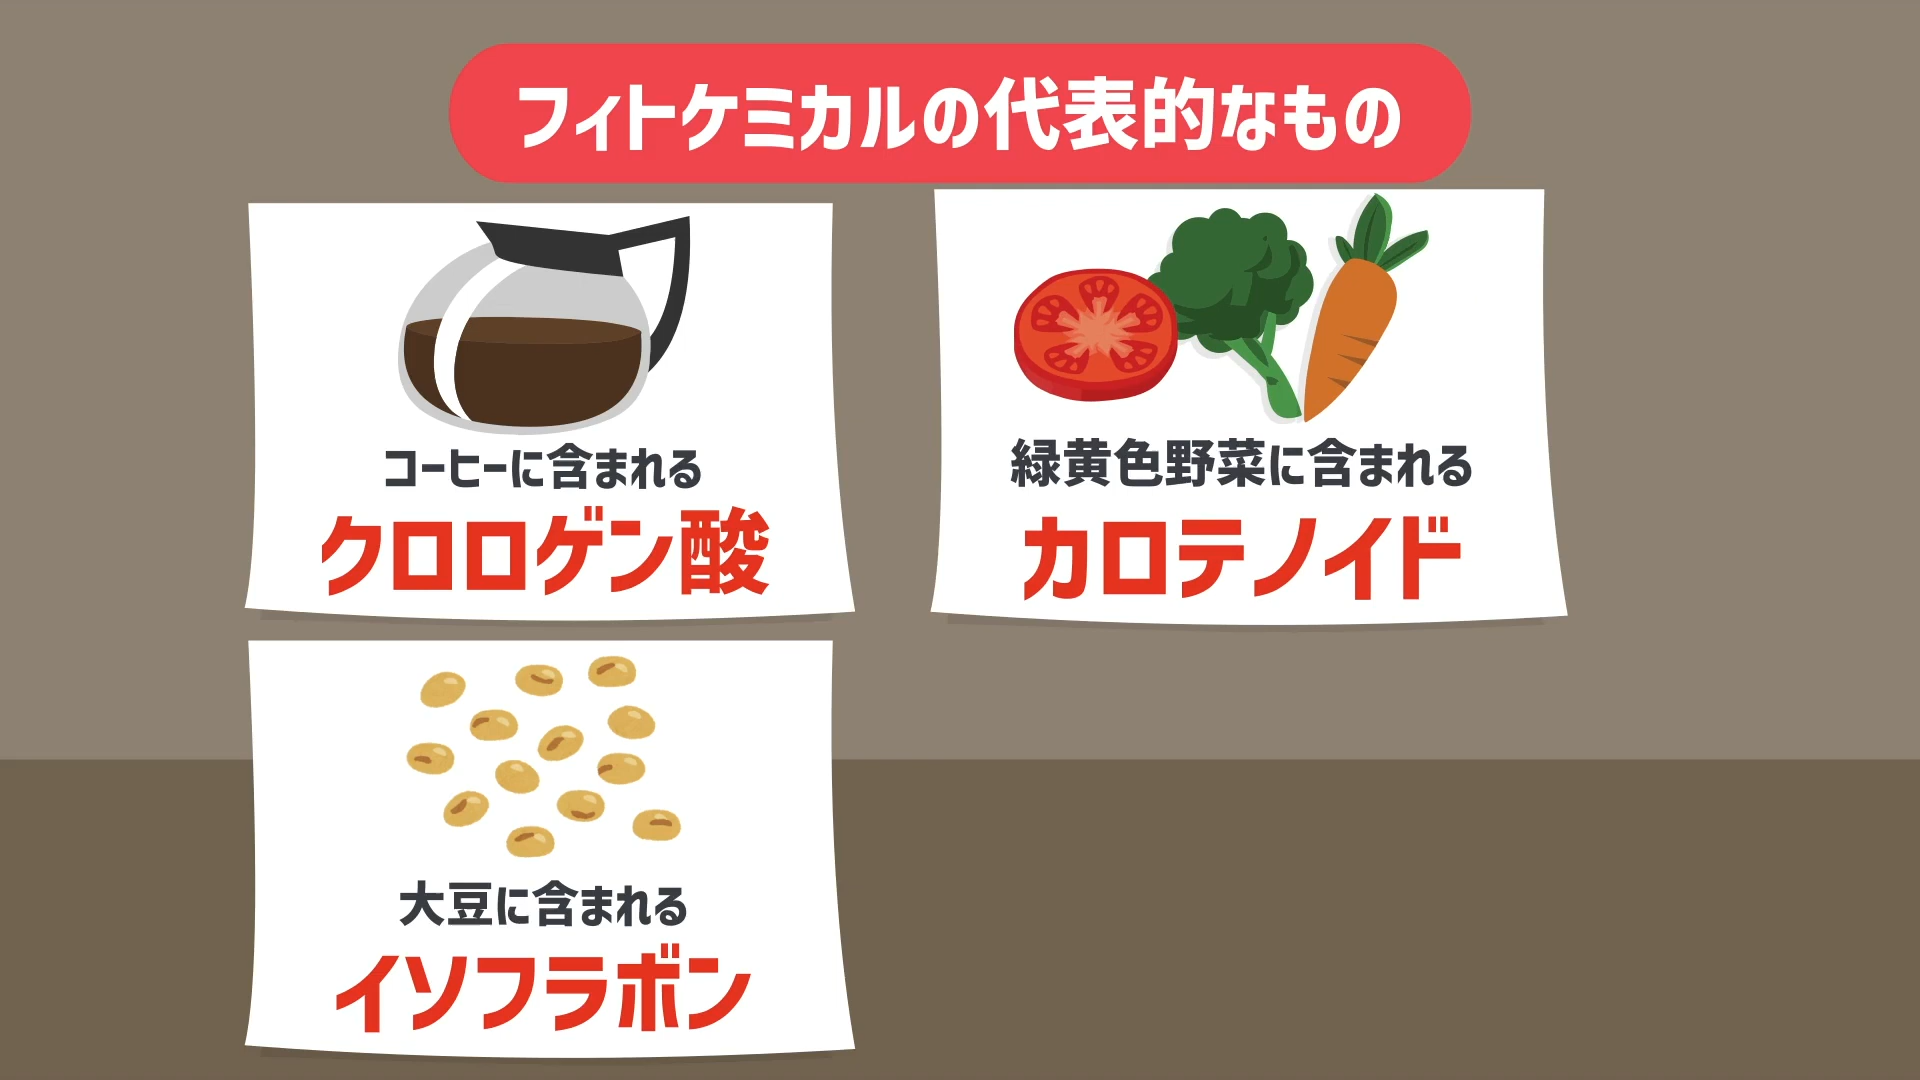 フィトケミカルの代表的なもの
コーヒーに含まれる
クロロゲン酸
緑黄色野菜に含まれる
カロテノイド
大豆に含まれる
イソフラボン